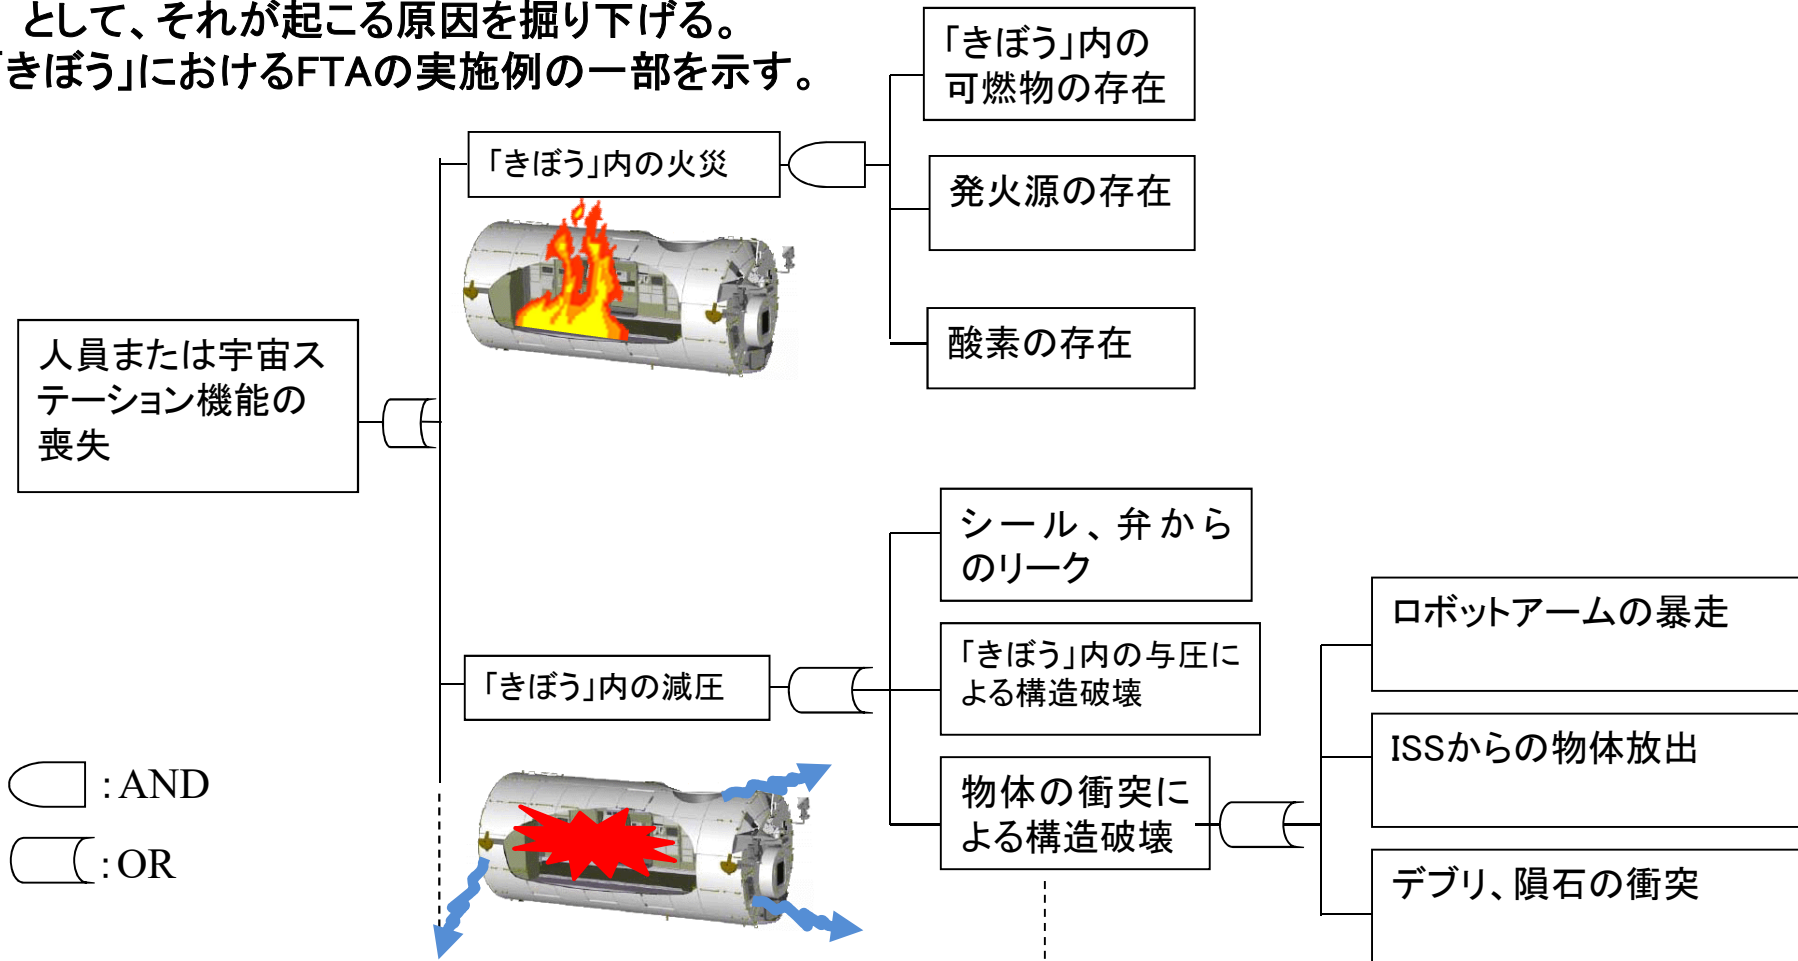 として、それが起こる原因を掘り下げる。
「きぼう」におけるFTAの実施例の一部を示す。
「きぼう」内の
可燃物の存在
「きぼう」内の火災
発火源の存在
酸素の存在
人員または宇宙ス
テーション機能の
喪失
シール、弁から
のリーク
「きぼう」内の減圧
「きぼう」内の与圧に
よる構造破壊
物体の衝突に
よる構造破壊
ロボットアームの暴走
ISSからの物体放出
デブリ、隕石の衝突
:AND
:OR